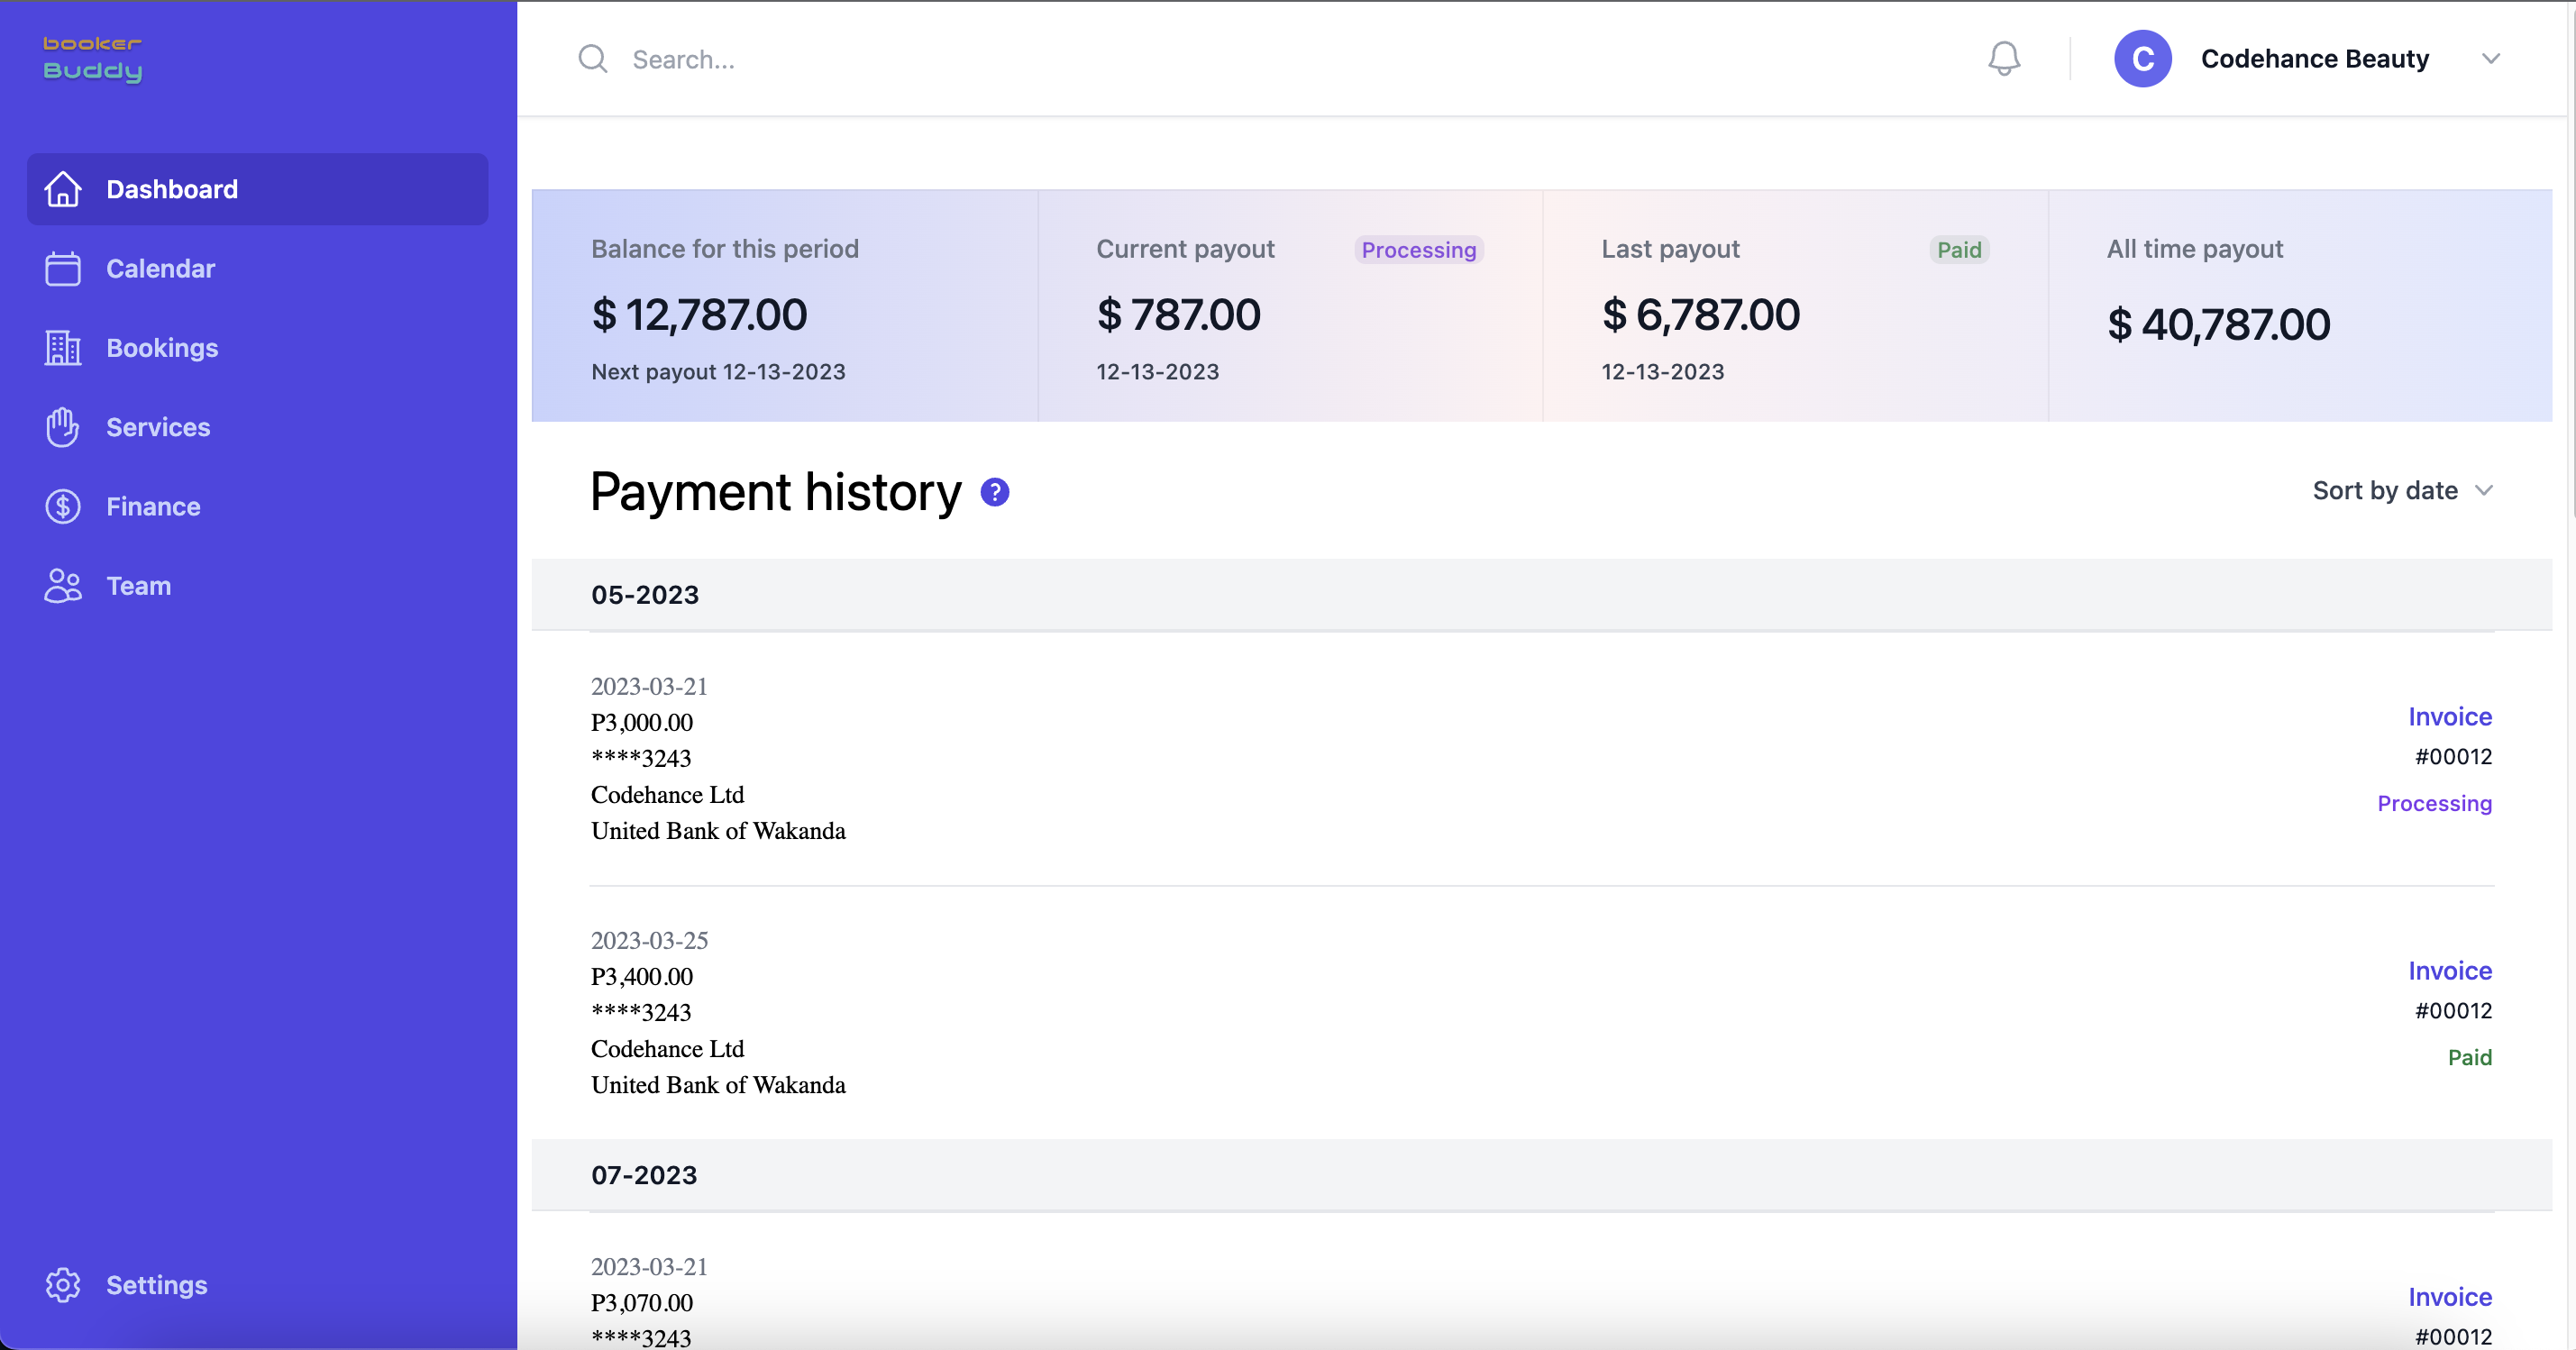 booker
Buddy
Dashboard
Calendar
Bookings
Services
Finance
Team
Settings
Search...
C
Codehance Beauty
Balance for this period
$ 12,787.00
Next payout 12-13-2023
Current payout
Processing
$ 787.00
12-13-2023
Last payout
Paid
$ 6,787.00
12-13-2023
All time payout
$ 40,787.00
Payment history ?
Sort by date
05-2023
2023-03-21
P3,000.00
****3243
Codehance Ltd
United Bank of Wakanda
Invoice
#00012
Processing
2023-03-25
P3,400.00
****3243
Codehance Ltd
United Bank of Wakanda
Invoice
#00012
Paid
07-2023
2023-03-21
P3,070.00
****3243
Invoice
#00012